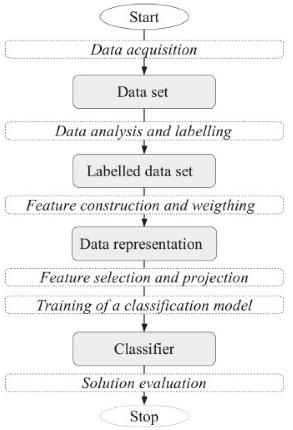 Start
Data acquisition
Data set
Data analysis and labelling
Labelled data set
Feature construction and weigthing
Data representation
Feature selection and projection
Training of a classification model
Classifier
Solution evaluation
Stop